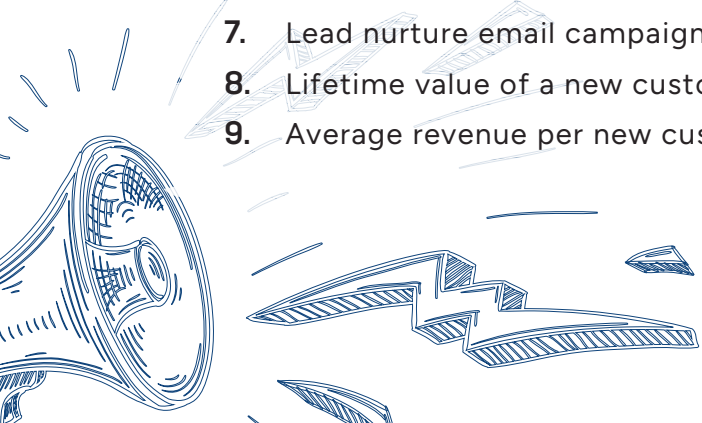 7. Lead nurture email campaign
8. Lifetime value of a new custo
9. Average revenue per new cus